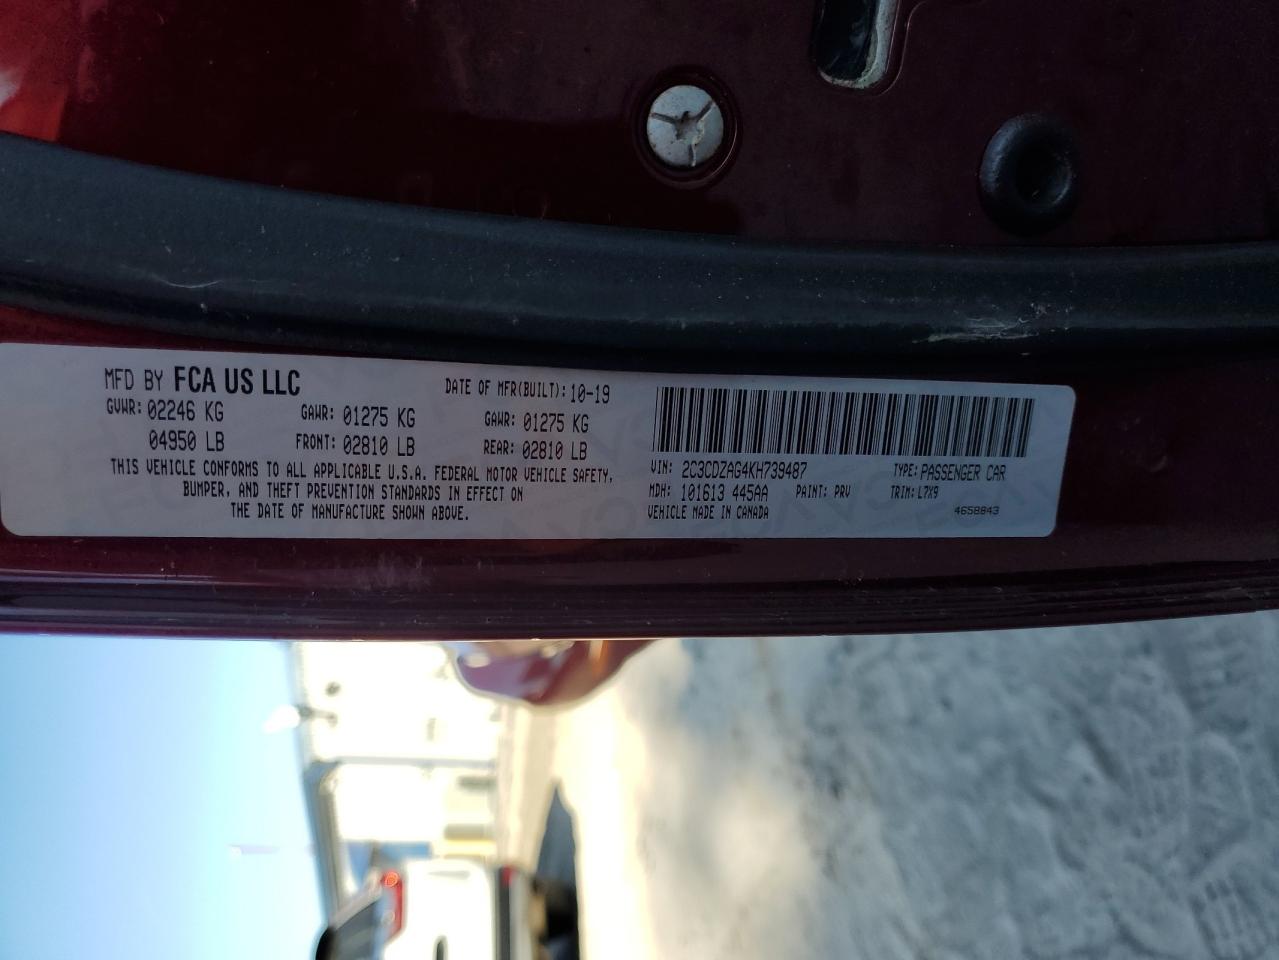 MFD BY FCA US LLC DATE OF MFR(BUILT): 10-19
GVWR: 02246 KG GAWR: 01275 KG GAWR: 01275 KG
04950 LB FRONT: 02810 LB REAR: 02810 LB
THIS VEHICLE CONFORMS TO ALL APPLICABLE U.S.A. FEDERAL MOTOR VEHICLE SAFETY,
BUMPER, AND THEFT PREVENTION STANDARDS IN EFFECT ON
THE DATE OF MANUFACTURE SHOWN ABOVE.
VIN: 2C3CDZAG4KH739487 TYPE: PASSENGER CAR
MDH: 101613 445AA PAINT: PRV TRIM: L7X9
VEHICLE MADE IN CANADA 4658843